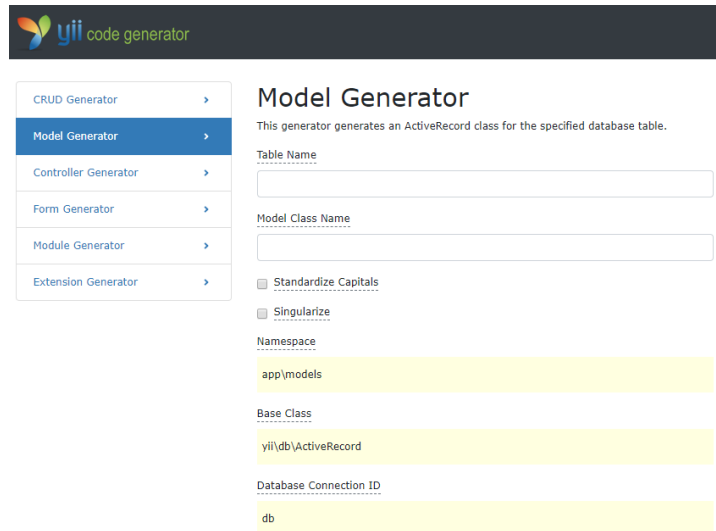 yii code generator
CRUD Generator
Model Generator
Controller Generator
Form Generator
Module Generator
Extension Generator
Model Generator
This generator generates an ActiveRecord class for the specified database table.
Table Name
Model Class Name
Standardize Capitals
Singularize
Namespace
app\models
Base Class
yii\db\ActiveRecord
Database Connection ID
db